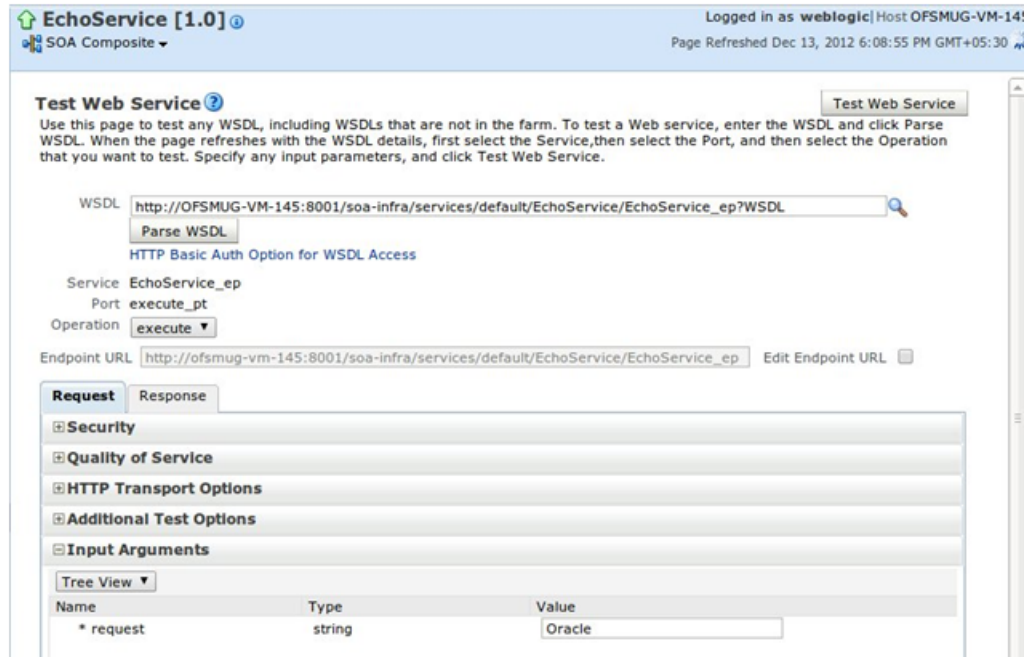 EchoService [1.0]
Logged in as weblogic|Host OFSMUG-VM-145
SOA Composite
Page Refreshed Dec 13, 2012 6:08:55 PM GMT+05:30
Test Web Service
Test Web Service
Use this page to test any WSDL, including WSDLs that are not in the farm. To test a Web service, enter the WSDL and click Parse
WSDL. When the page refreshes with the WSDL details, first select the Service,then select the Port, and then select the Operation
that you want to test. Specify any input parameters, and click Test Web Service.
WSDL http://OFSMUG-VM-145:8001/soa-infra/services/default/EchoService/EchoService_ep?WSDL
Parse WSDL
HTTP Basic Auth Option for WSDL Access
Service EchoService_ep
Port execute_pt
Operation execute
Endpoint URL http://ofsmug-vm-145:8001/soa-infra/services/default/EchoService/EchoService_ep Edit Endpoint URL
Request Response
Security
Quality of Service
HTTP Transport Options
Additional Test Options
Input Arguments
Tree View
Name Type Value
* request string Oracle